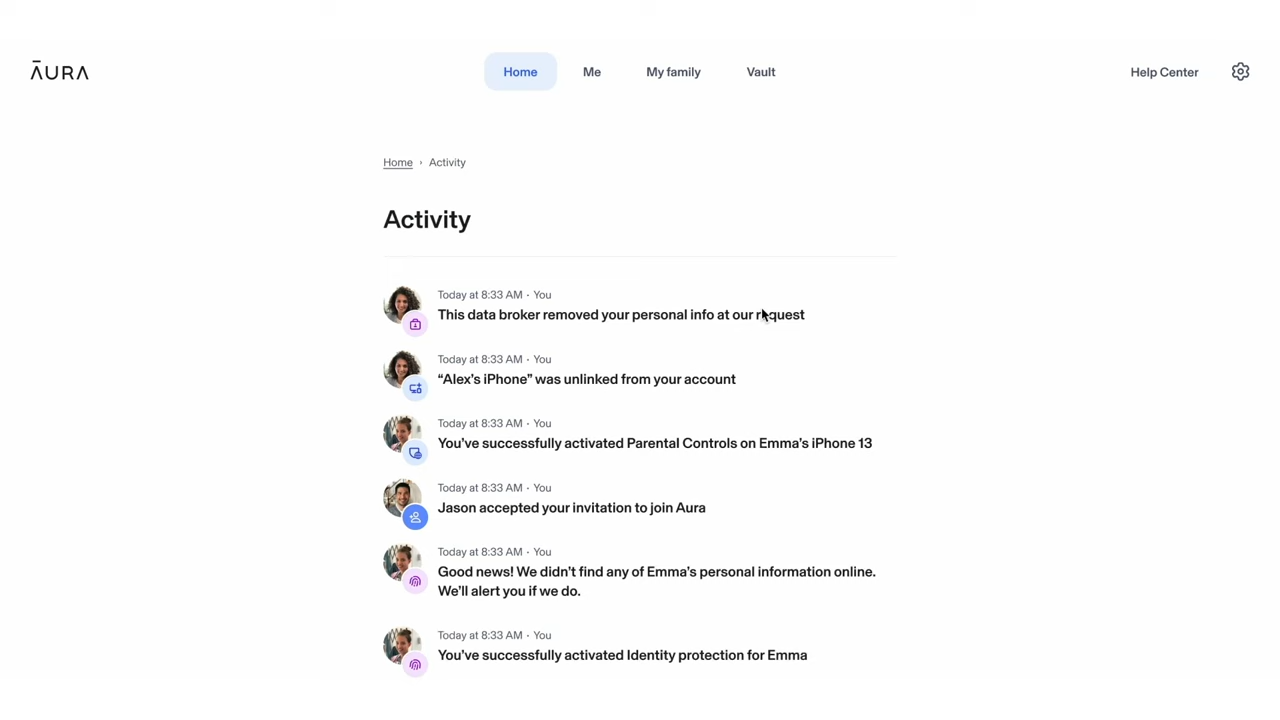 ĀURA
Home
Me
My family
Vault
Help Center
Home › Activity
Activity
Today at 8:33 AM · You
This data broker removed your personal info at our request
Today at 8:33 AM · You
“Alex’s iPhone” was unlinked from your account
Today at 8:33 AM · You
You’ve successfully activated Parental Controls on Emma’s iPhone 13
Today at 8:33 AM · You
Jason accepted your invitation to join Aura
Today at 8:33 AM · You
Good news! We didn’t find any of Emma’s personal information online.
We’ll alert you if we do.
Today at 8:33 AM · You
You’ve successfully activated Identity protection for Emma